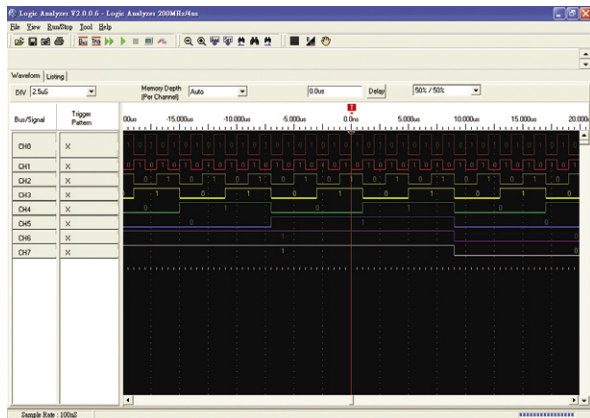 Logic Analyzer V2.0.0.6 - Logic Analyzer 200MHz/4ns
File View Run/Stop Tool Help
Waveform Listing
DIV 2.5uS Memory Depth (Per Channel) Auto 0.0us Delay 50% / 50%
Bus/Signal Trigger Pattern 00us -15.000us -10.000us -5.000us 0.0ns 5.000us 10.000us 15.000us 20.000u
CH0 X
CH1 X
CH2 X
CH3 X
CH4 X
CH5 X
CH6 X
CH7 X
Sample Rate : 100nS